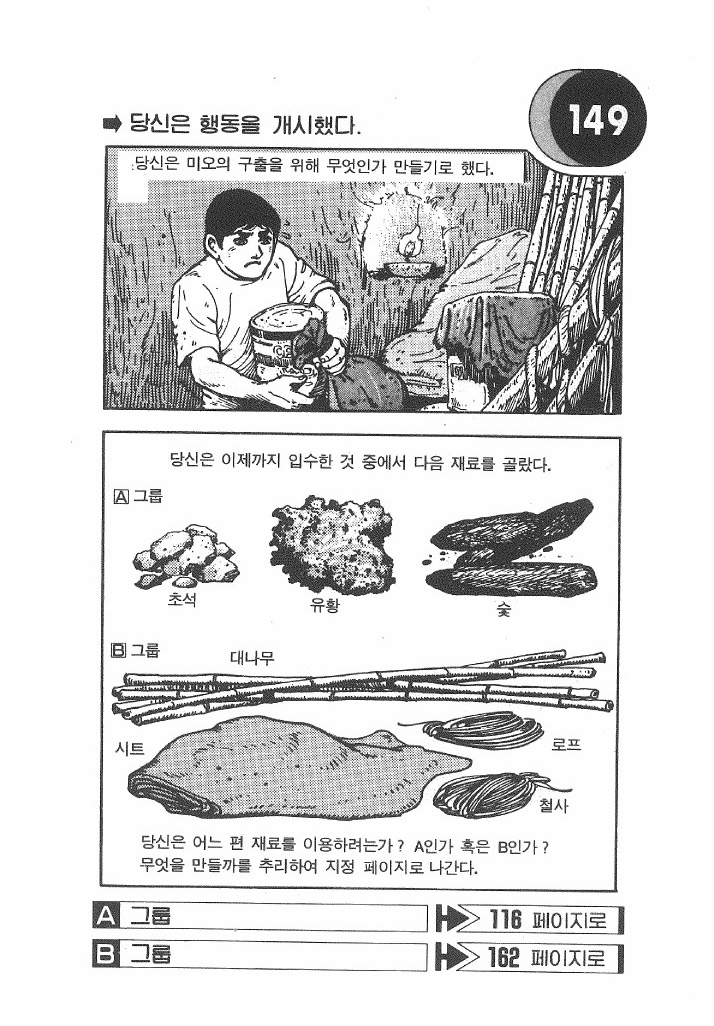 149
➡ 당신은 행동을 개시했다.
당신은 미오의 구출을 위해 무엇인가 만들기로 했다.
당신은 이제까지 입수한 것 중에서 다음 재료를 골랐다.
A 그룹
초석
유황
숯
B 그룹
대나무
시트
로프
철사
당신은 어느 편 재료를 이용하려는가? A인가 혹은 B인가?
무엇을 만들까를 추리하여 지정 페이지로 나간다.
A 그룹 116 페이지로
B 그룹 162 페이지로